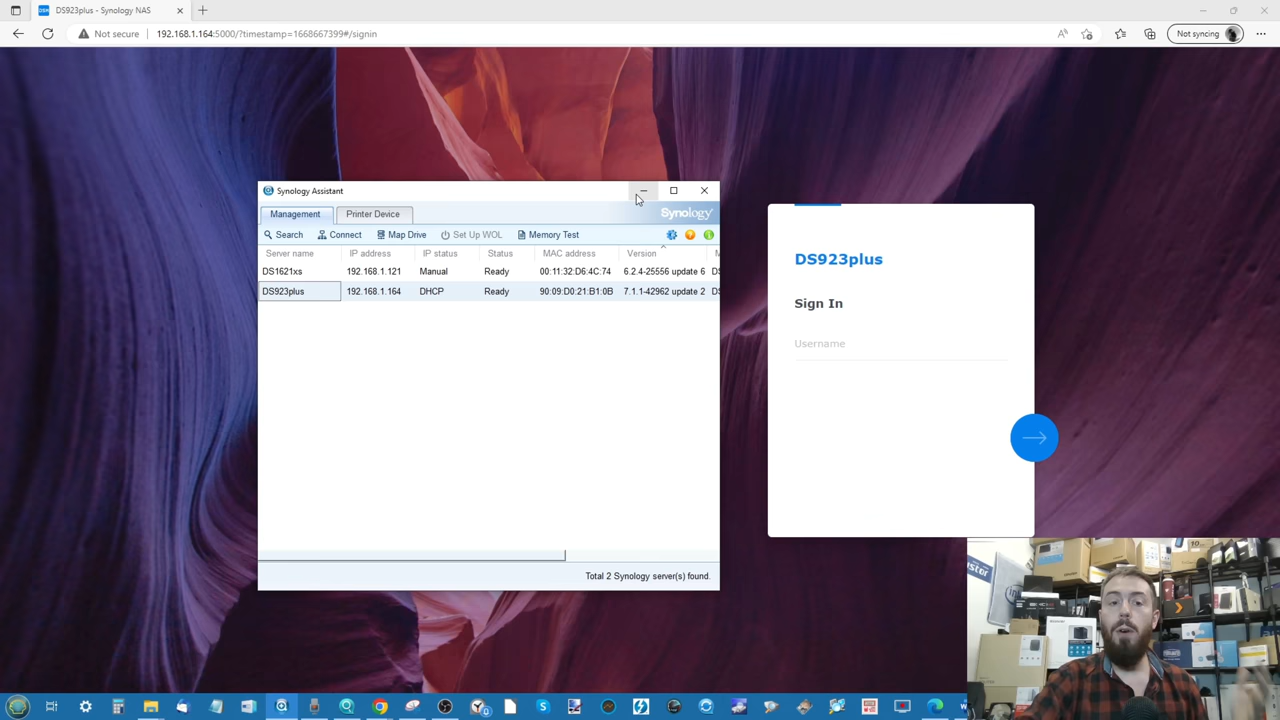 DS923plus - Synology NAS
Not secure 192.168.1.164:5000/?timestamp=1668667399#/signin
Not syncing
Synology Assistant
Management Printer Device
Synology
Search Connect Map Drive Set Up WOL Memory Test
Server name IP address IP status Status MAC address Version
DS1621xs 192.168.1.121 Manual Ready 00:11:32:D6:4C:74 6.2.4-25556 update 6
DS923plus 192.168.1.164 DHCP Ready 90:09:D0:21:B1:0B 7.1.1-42962 update 2
Total 2 Synology server(s) found.
DS923plus
Sign In
Username